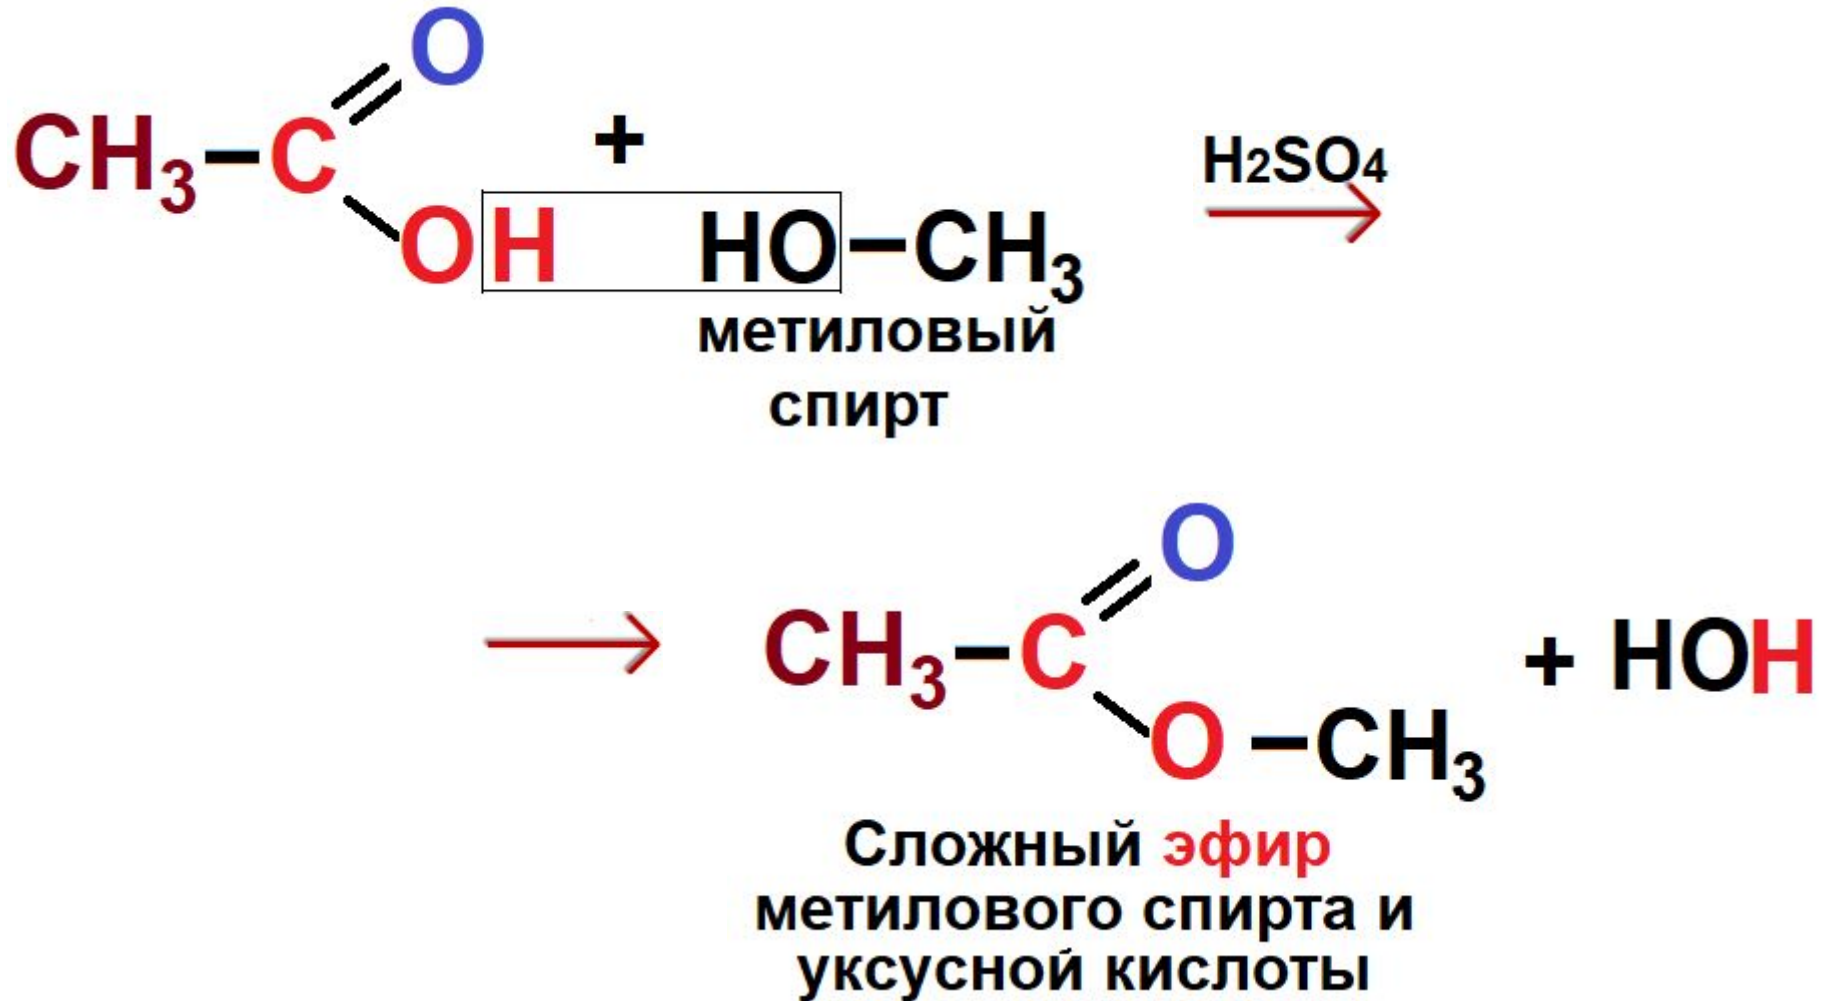 O
CH3–C + H2SO4
OH HO–CH3
метиловый
спирт
O
CH3–C + HOH
O–CH3
Сложный эфир
метилового спирта и
уксусной кислоты